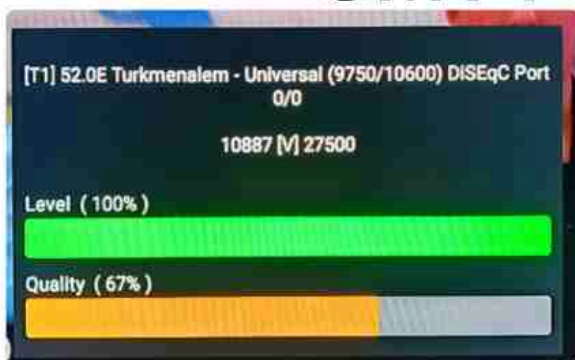 [T1] 52.0E Turkmenalem - Universal (9750/10600) DISEqC Port
0/0
10887 [V] 27500
Level ( 100% )
Quality ( 67% )